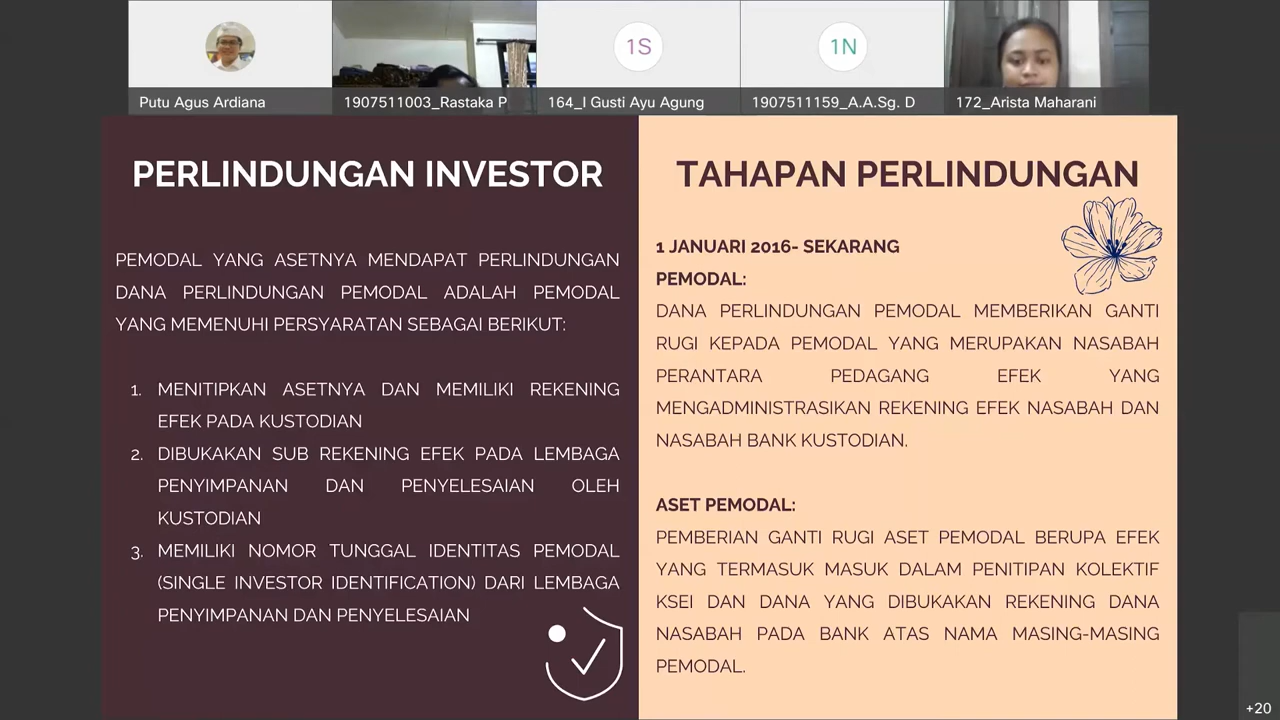 Putu Agus Ardiana
1907511003_Rastaka P
1S
164_I Gusti Ayu Agung
1N
1907511159_A.A.Sg. D
172_Arista Maharani
PERLINDUNGAN INVESTOR
PEMODAL YANG ASETNYA MENDAPAT PERLINDUNGAN
DANA PERLINDUNGAN PEMODAL ADALAH PEMODAL
YANG MEMENUHI PERSYARATAN SEBAGAI BERIKUT:
1. MENITIPKAN ASETNYA DAN MEMILIKI REKENING
EFEK PADA KUSTODIAN
2. DIBUKAKAN SUB REKENING EFEK PADA LEMBAGA
PENYIMPANAN DAN PENYELESAIAN OLEH
KUSTODIAN
3. MEMILIKI NOMOR TUNGGAL IDENTITAS PEMODAL
(SINGLE INVESTOR IDENTIFICATION) DARI LEMBAGA
PENYIMPANAN DAN PENYELESAIAN
TAHAPAN PERLINDUNGAN
1 JANUARI 2016- SEKARANG
PEMODAL:
DANA PERLINDUNGAN PEMODAL MEMBERIKAN GANTI
RUGI KEPADA PEMODAL YANG MERUPAKAN NASABAH
PERANTARA PEDAGANG EFEK YANG
MENGADMINISTRASIKAN REKENING EFEK NASABAH DAN
NASABAH BANK KUSTODIAN.
ASET PEMODAL:
PEMBERIAN GANTI RUGI ASET PEMODAL BERUPA EFEK
YANG TERMASUK MASUK DALAM PENITIPAN KOLEKTIF
KSEI DAN DANA YANG DIBUKAKAN REKENING DANA
NASABAH PADA BANK ATAS NAMA MASING-MASING
PEMODAL.
+20